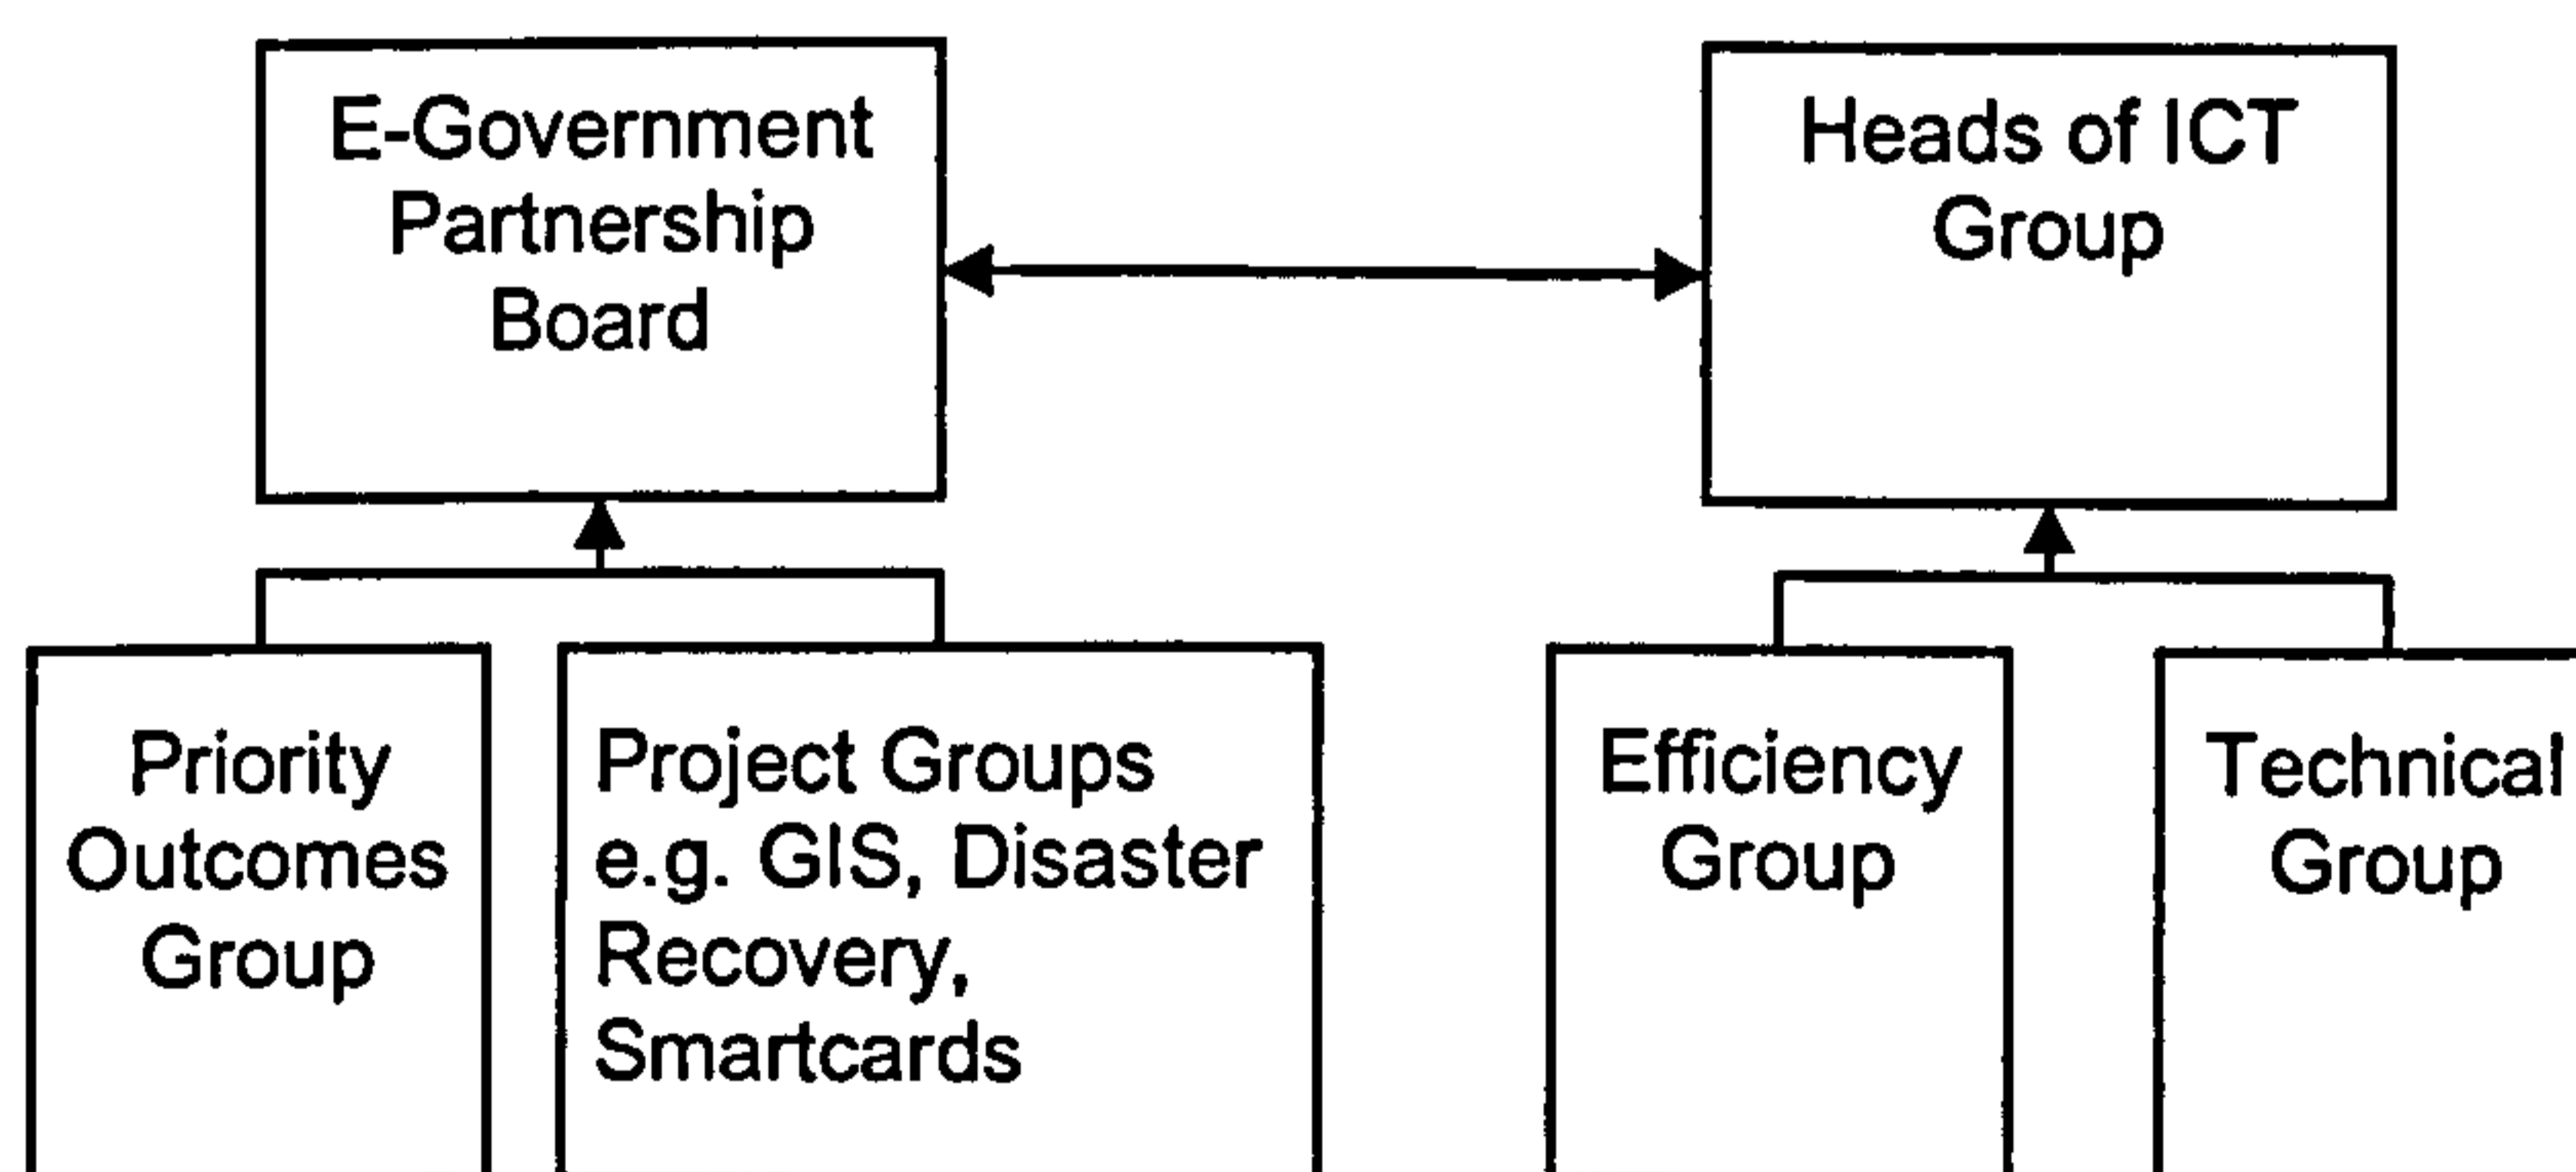 E-Government
Partnership
Board
Heads of ICT
Group
Priority
Outcomes
Group
Project Groups
e.g. GIS, Disaster
Recovery,
Smartcards
Efficiency
Group
Technical
Group